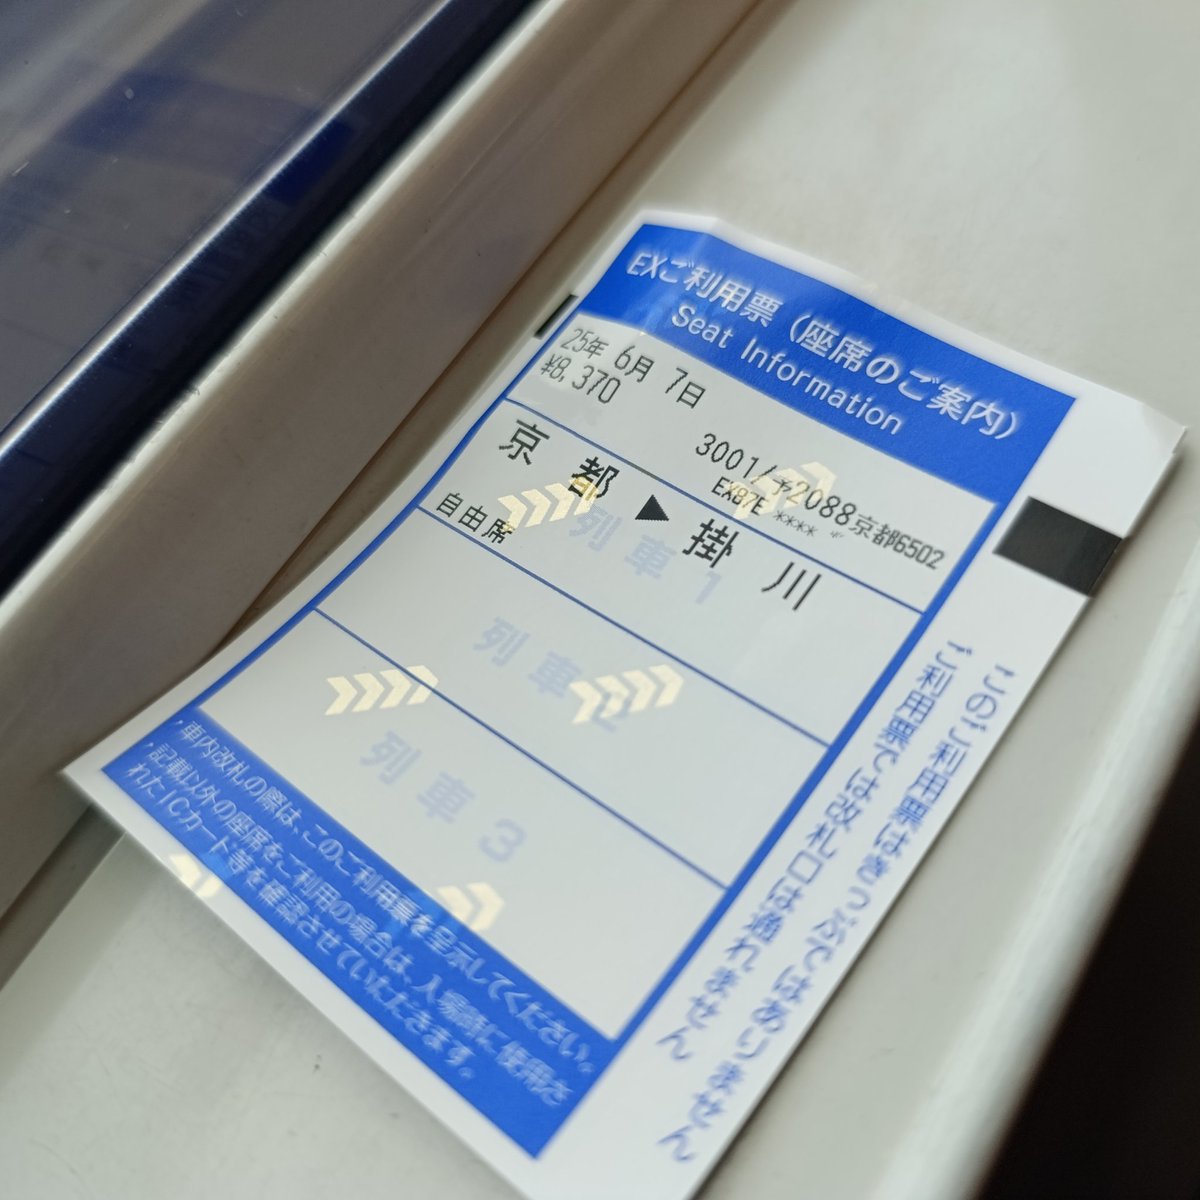 EXご利用票（座席のご案内）
Seat Information
25年 6月 7日
¥8,370
3001/予2088京都6502
EX87E ****
京都▶掛川
自由席
列車1
列車2
列車3
，車内改札の際は、このご利用票を呈示してください。
，記載以外の座席をご利用の場合は、入場時に使用さ
れたICカード等を確認させていただきます。
このご利用票はきっぷではありません
ご利用票では改札口は通れません